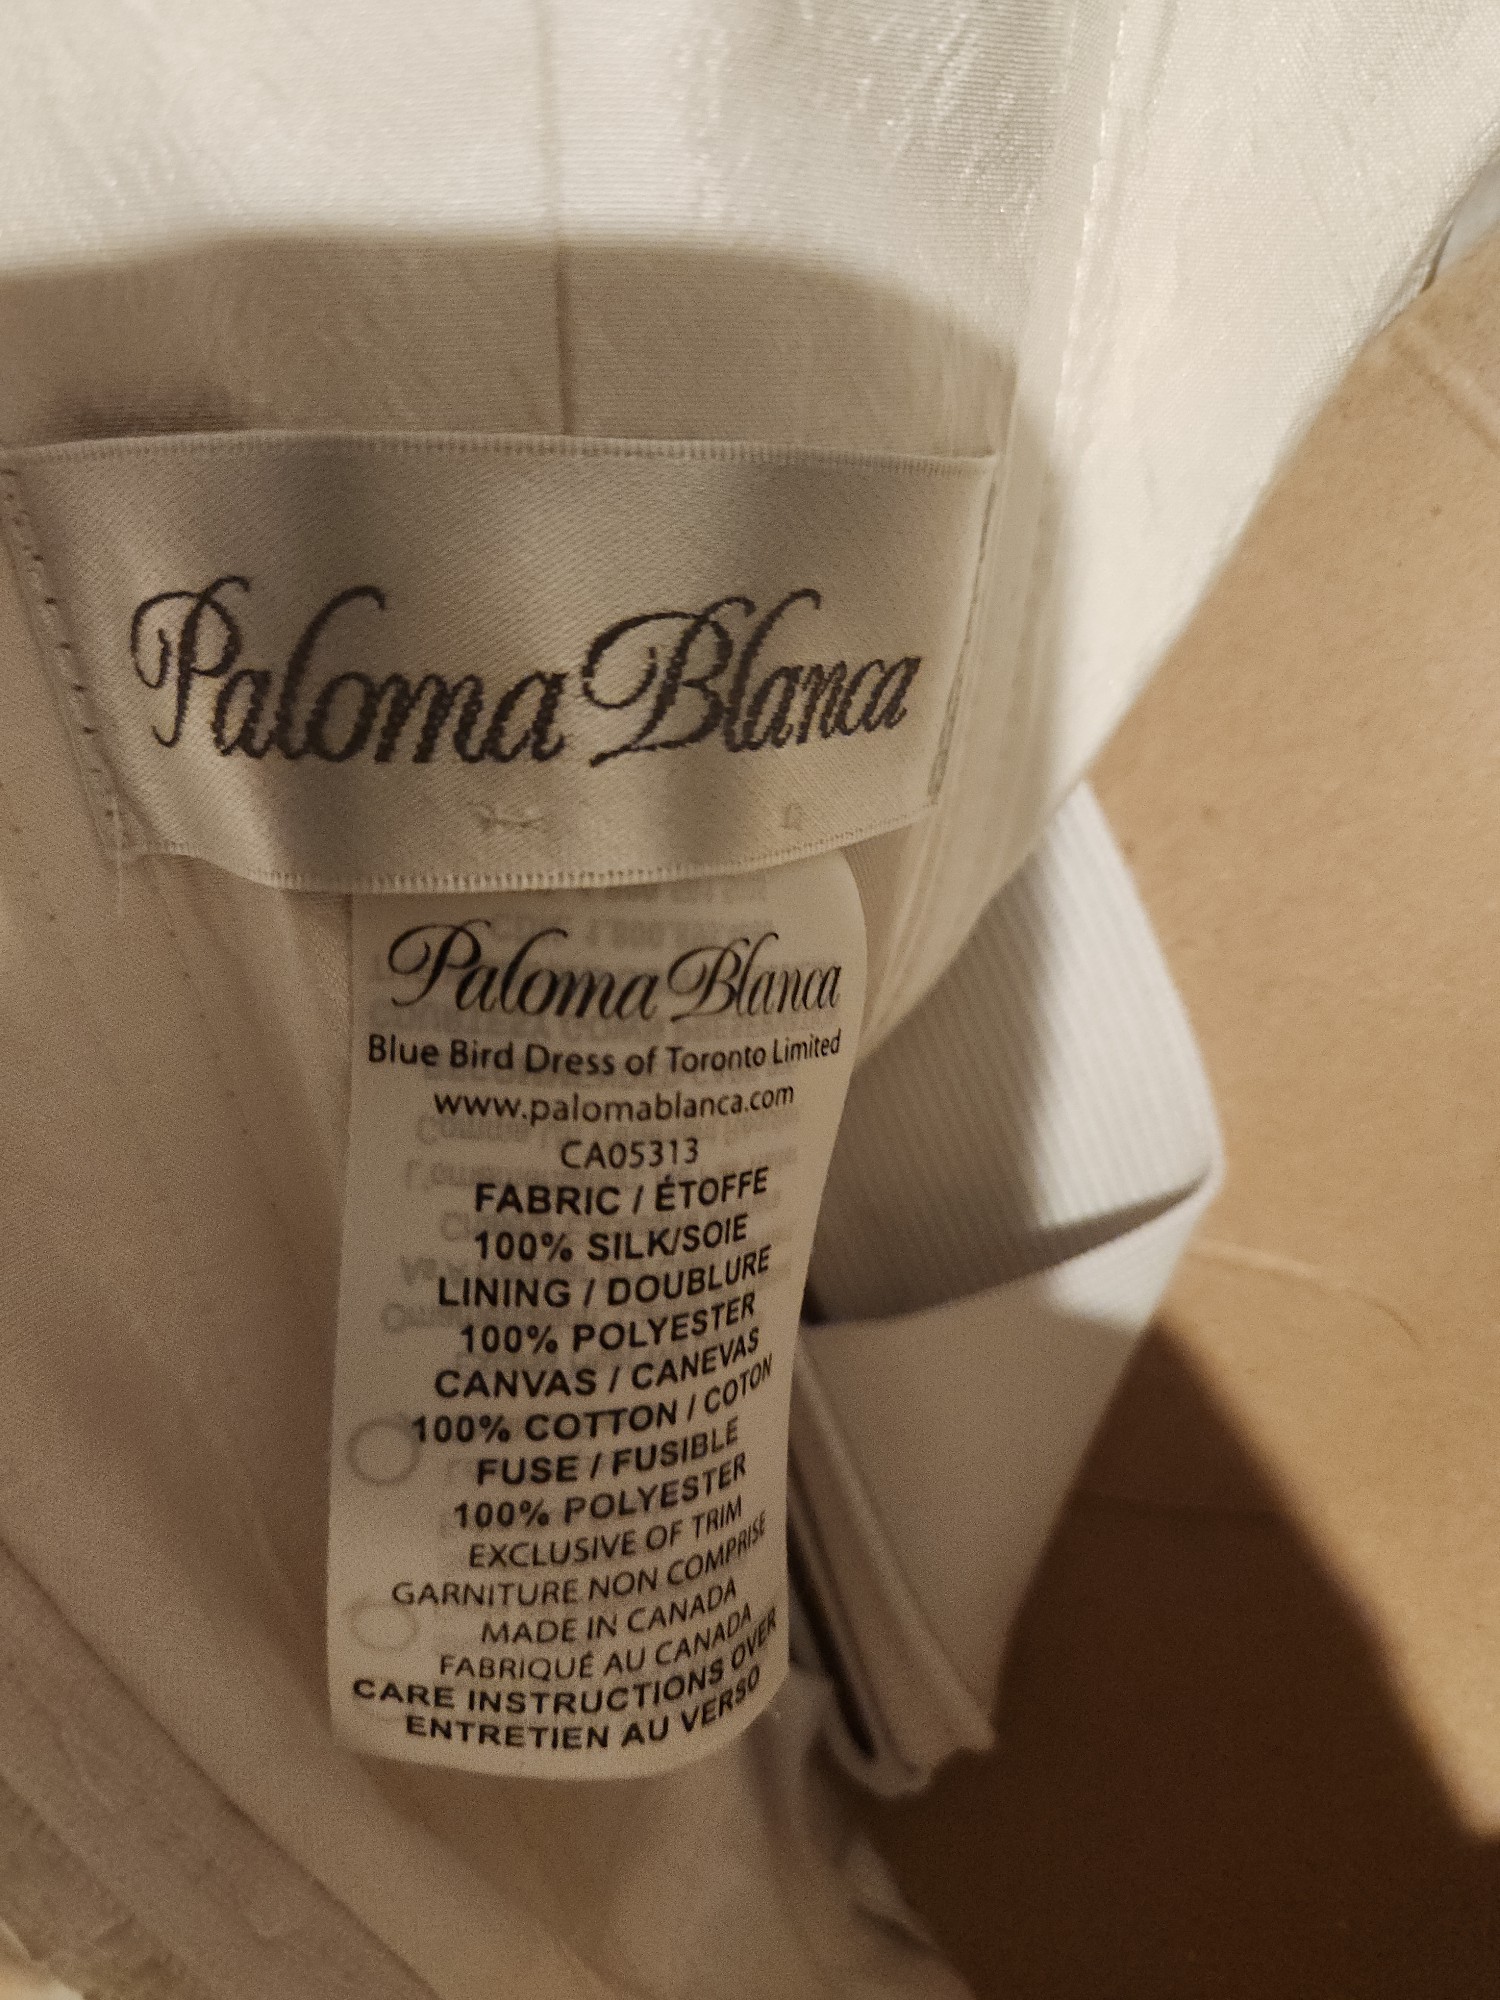 Paloma Blanca
Paloma Blanca
Blue Bird Dress of Toronto Limited
www.palomablanca.com
CA05313
FABRIC / ÉTOFFE
100% SILK/SOIE
LINING / DOUBLURE
100% POLYESTER
CANVAS / CANEVAS
100% COTTON / COTON
FUSE / FUSIBLE
100% POLYESTER
EXCLUSIVE OF TRIM
GARNITURE NON COMPRISE
MADE IN CANADA
FABRIQUÉ AU CANADA
CARE INSTRUCTIONS OVER
ENTRETIEN AU VERSO